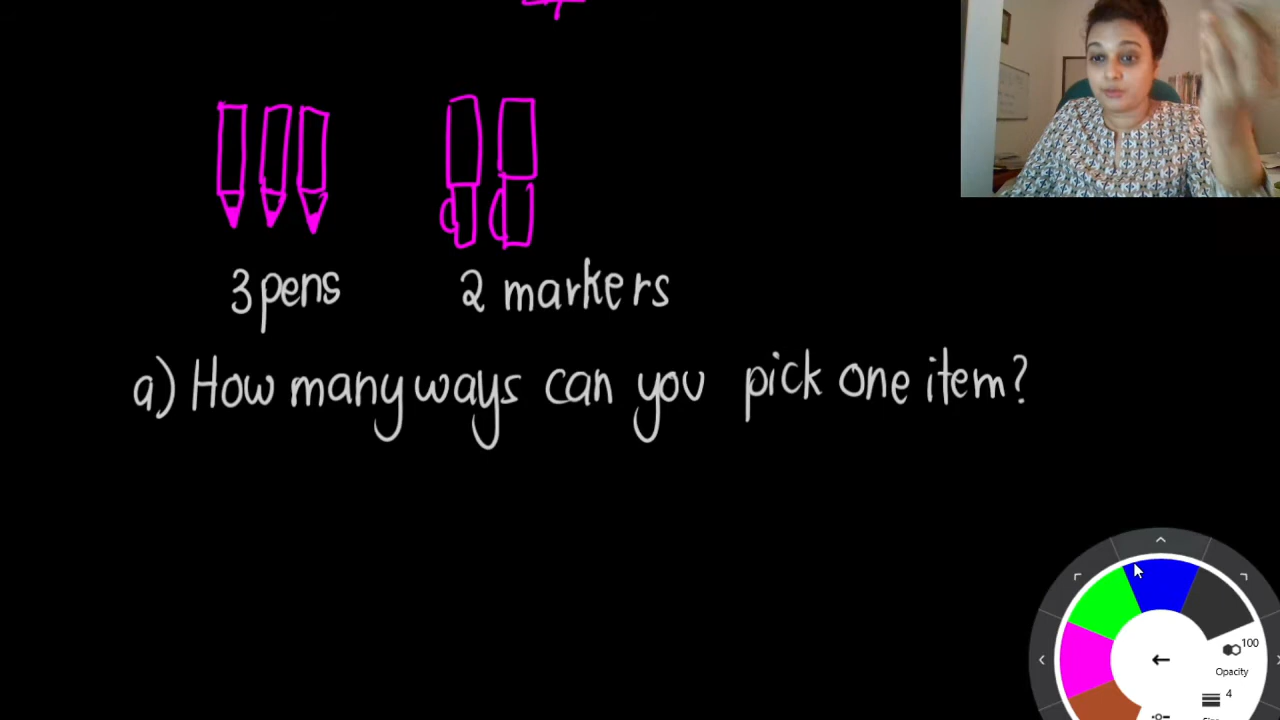 3 pens 2 markers
a) How many ways can you pick one item?
100
Opacity
4